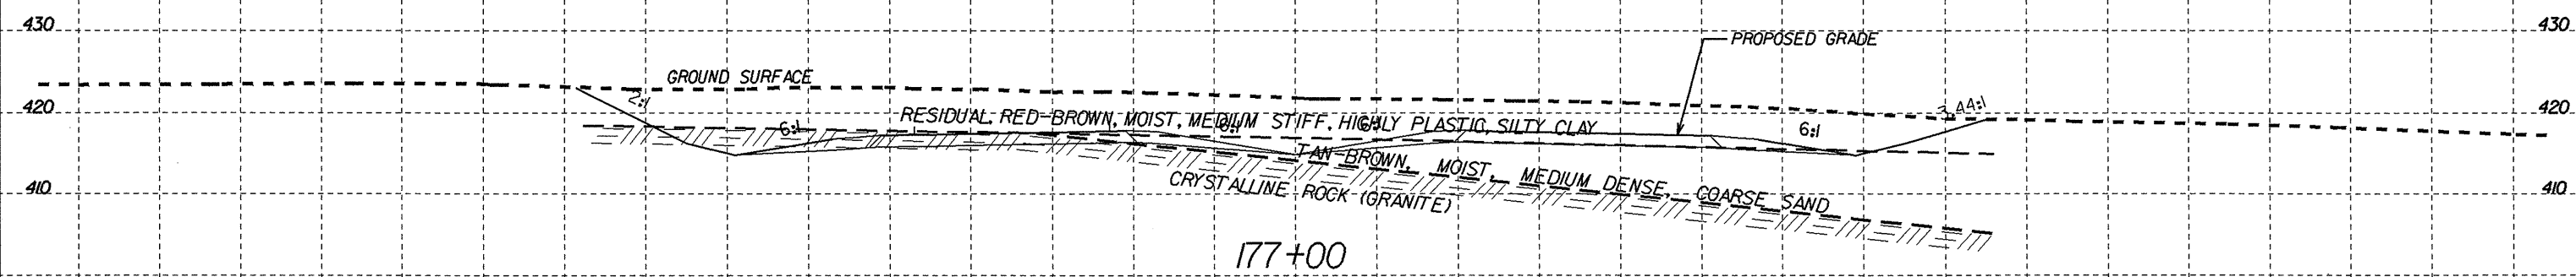 430
430
PROPOSED GRADE
GROUND SURFACE
2:1
420
420
3.44:1
RESIDUAL, RED-BROWN, MOIST, MEDIUM STIFF, HIGHLY PLASTIC, SILTY CLAY
6:1
6:1
6:1
6:1
TAN-BROWN, MOIST, MEDIUM DENSE, COARSE SAND
410
410
CRYSTALLINE ROCK (GRANITE)
177+00